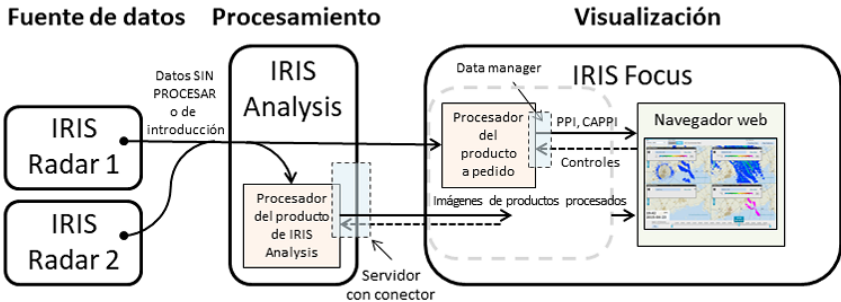 Fuente de datos
Procesamiento
Visualización
Datos SIN
PROCESAR
o de
introducción
IRIS
Radar 1
IRIS
Radar 2
IRIS
Analysis
Procesador
del producto
de IRIS
Analysis
Servidor
con conector
Data manager
IRIS Focus
Procesador
del
producto
a pedido
PPI, CAPPI
Controles
Imágenes de productos procesados
Navegador web